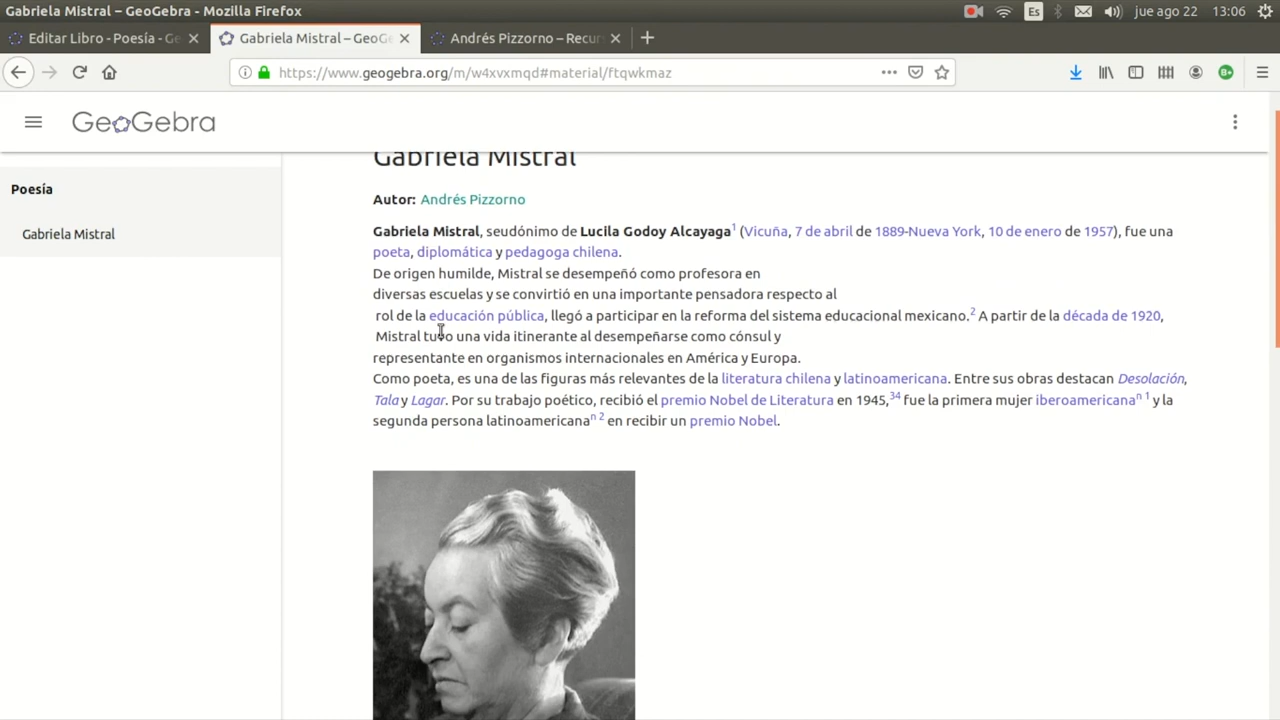 Gabriela Mistral – GeoGebra - Mozilla Firefox
Es
jue ago 22
13:06
Editar Libro - Poesía - Ge
Gabriela Mistral – GeoGe
Andrés Pizzorno – Recur
https://www.geogebra.org/m/w4xvxmqd#material/ftqwkmaz
B+
GeoGebra
Poesía
Gabriela Mistral
Gabriela Mistral
Autor: Andrés Pizzorno
Gabriela Mistral, seudónimo de Lucila Godoy Alcayaga1 (Vicuña, 7 de abril de 1889-Nueva York, 10 de enero de 1957), fue una
poeta, diplomática y pedagoga chilena.
De origen humilde, Mistral se desempeñó como profesora en
diversas escuelas y se convirtió en una importante pensadora respecto al
rol de la educación pública, llegó a participar en la reforma del sistema educacional mexicano.2 A partir de la década de 1920,
Mistral tuvo una vida itinerante al desempeñarse como cónsul y
representante en organismos internacionales en América y Europa.
Como poeta, es una de las figuras más relevantes de la literatura chilena y latinoamericana. Entre sus obras destacan Desolación,
Tala y Lagar. Por su trabajo poético, recibió el premio Nobel de Literatura en 1945,34 fue la primera mujer iberoamericanan 1 y la
segunda persona latinoamericanan 2 en recibir un premio Nobel.